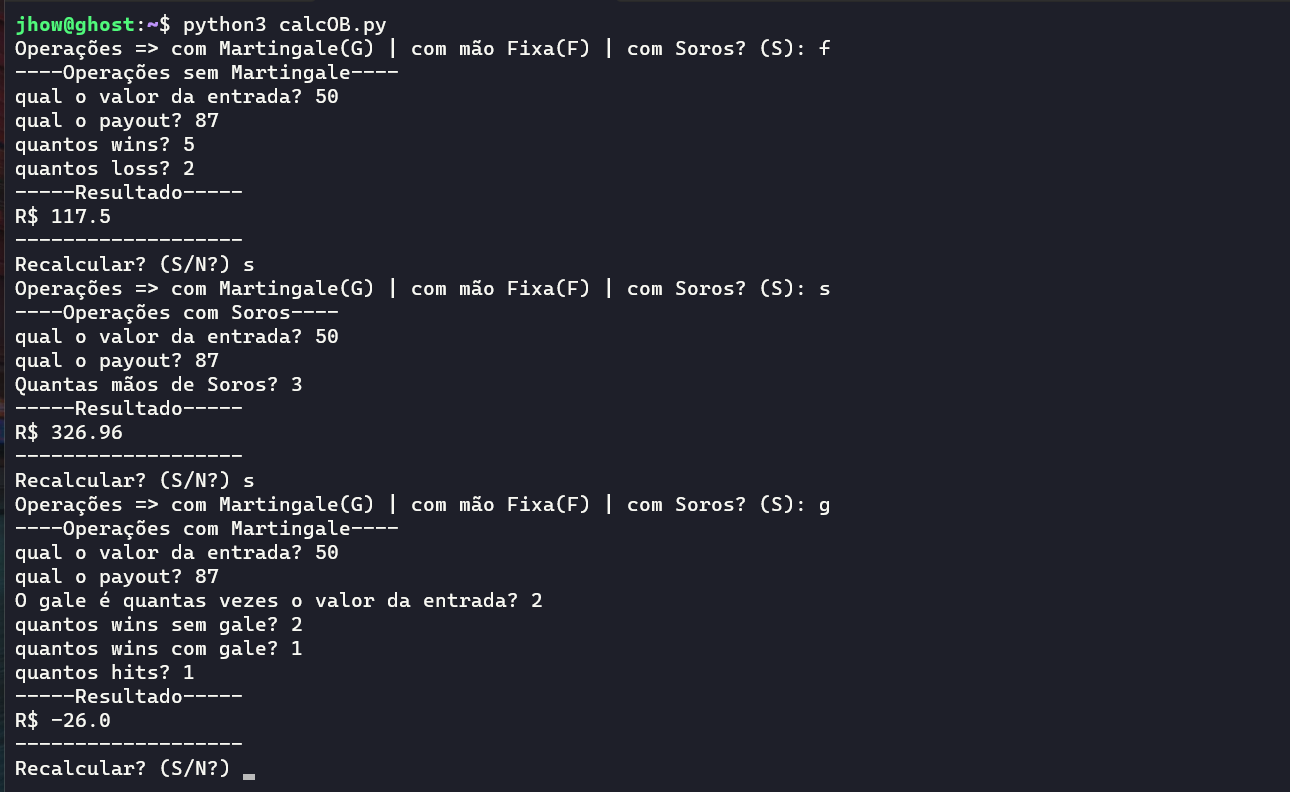 jhow@ghost:~$ python3 calcOB.py
Operações => com Martingale(G) | com mão Fixa(F) | com Soros? (S): f
----Operações sem Martingale----
qual o valor da entrada? 50
qual o payout? 87
quantos wins? 5
quantos loss? 2
-----Resultado-----
R$ 117.5
-------------------
Recalcular? (S/N?) s
Operações => com Martingale(G) | com mão Fixa(F) | com Soros? (S): s
----Operações com Soros----
qual o valor da entrada? 50
qual o payout? 87
Quantas mãos de Soros? 3
-----Resultado-----
R$ 326.96
-------------------
Recalcular? (S/N?) s
Operações => com Martingale(G) | com mão Fixa(F) | com Soros? (S): g
----Operações com Martingale----
qual o valor da entrada? 50
qual o payout? 87
O gale é quantas vezes o valor da entrada? 2
quantos wins sem gale? 2
quantos wins com gale? 1
quantos hits? 1
-----Resultado-----
R$ -26.0
-------------------
Recalcular? (S/N?)